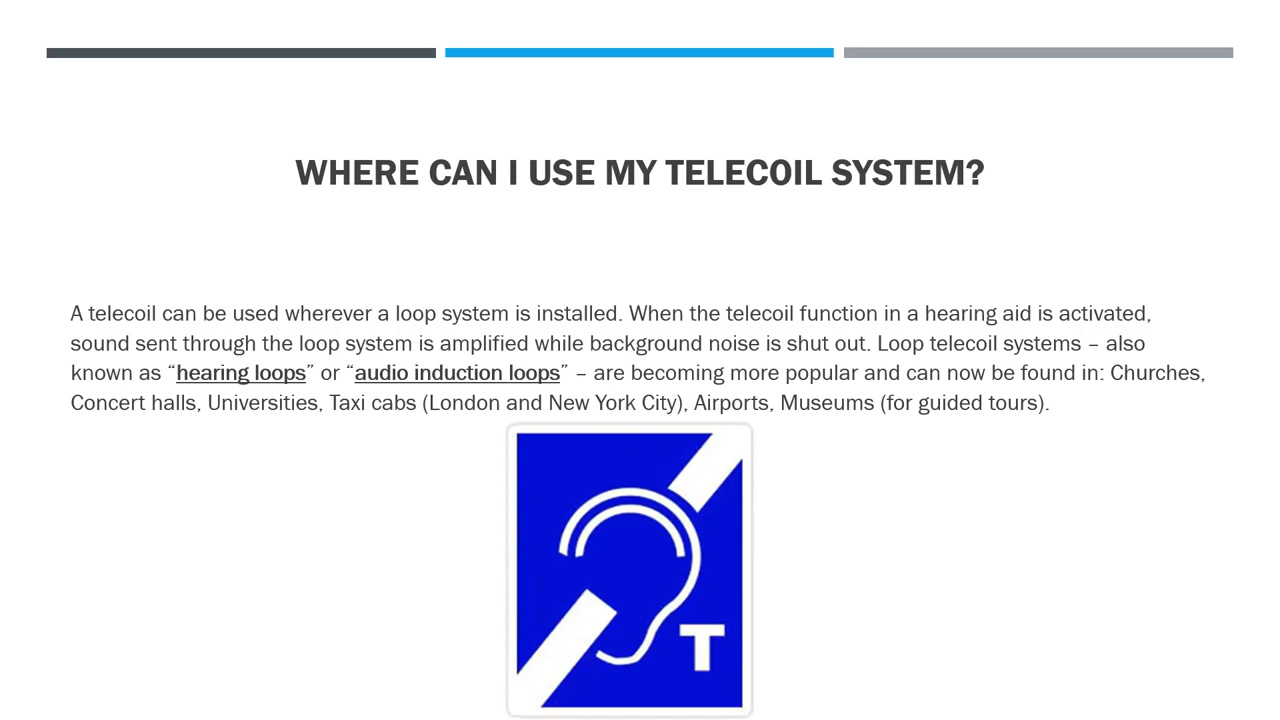 WHERE CAN I USE MY TELECOIL SYSTEM?
A telecoil can be used wherever a loop system is installed. When the telecoil function in a hearing aid is activated,
sound sent through the loop system is amplified while background noise is shut out. Loop telecoil systems – also
known as “hearing loops” or “audio induction loops” – are becoming more popular and can now be found in: Churches,
Concert halls, Universities, Taxi cabs (London and New York City), Airports, Museums (for guided tours).
T